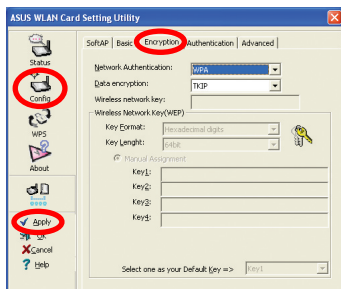 ASUS WLAN Card Setting Utility
Status
Config
WPS
About
Apply
Ok
Cancel
Help
SoftAP Basic Encryption Authentication Advanced
Network Authentication: WPA
Data encryption: TKIP
Wireless network key:
Wireless Network Key(WEP)
Key Format: Hexadecimal digits
Key Lenght: 64bit
Manual Assignment
Key1:
Key2:
Key3:
Key4:
Select one as your Default Key => Key1